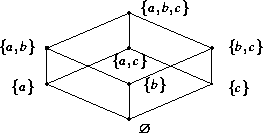 {a,b,c}
{a,b}
{b,c}
{a,c}
{a}
{b}
{c}
∅